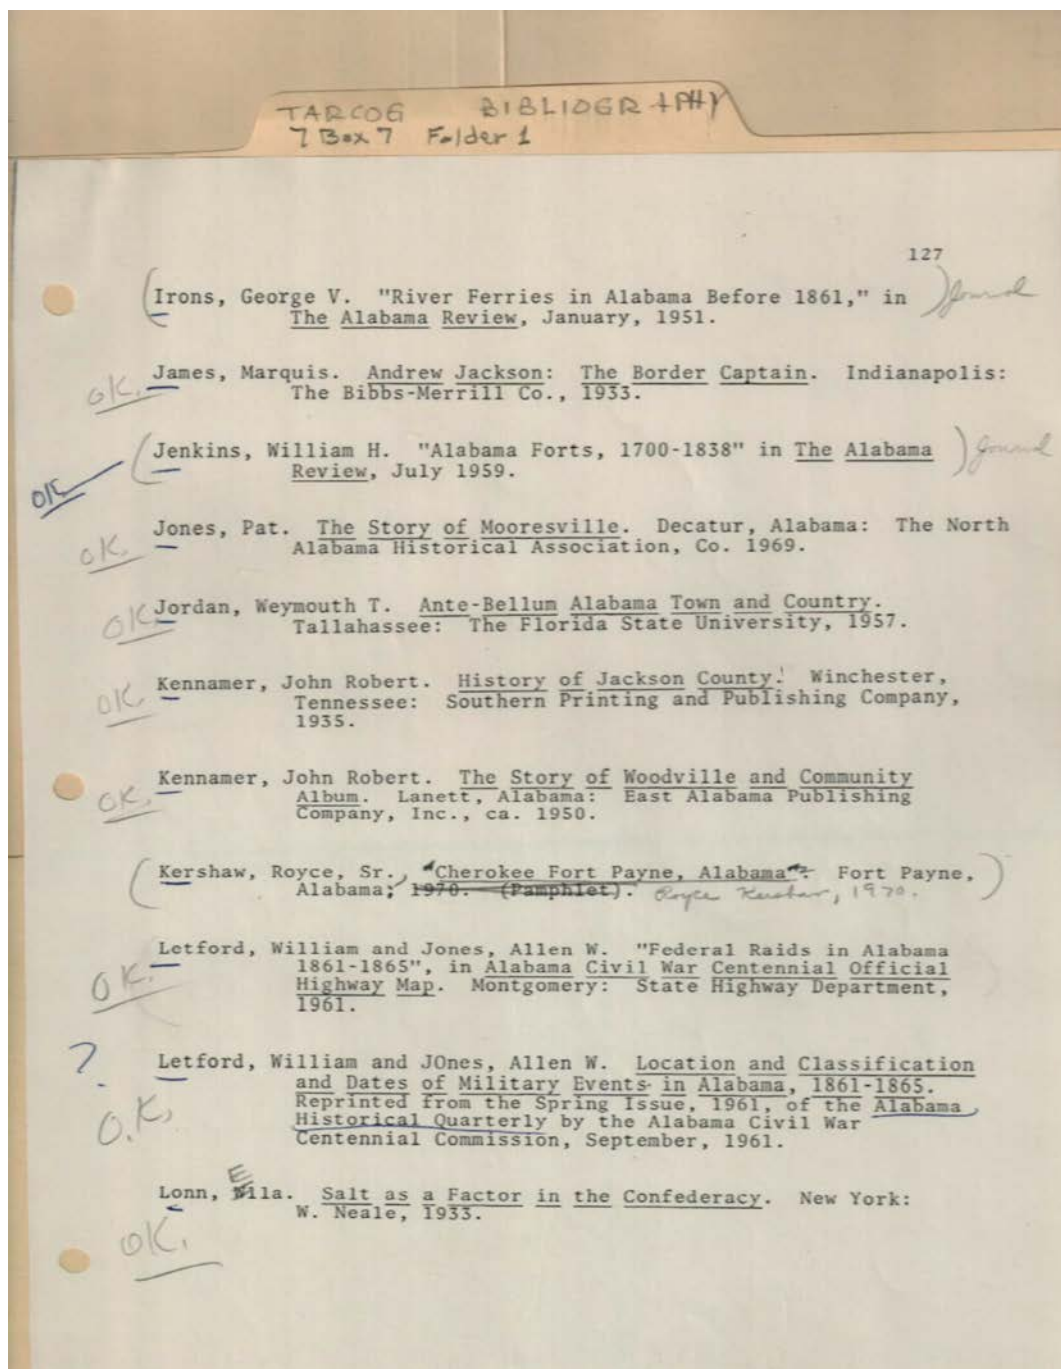 TARCOG BIBLIOGRAPHY
7 Box 7 Folder 1
127
(Irons, George V. "River Ferries in Alabama Before 1861," in ) Journal
The Alabama Review, January, 1951.
OK. James, Marquis. Andrew Jackson: The Border Captain. Indianapolis:
The Bibbs-Merrill Co., 1933.
(Jenkins, William H. "Alabama Forts, 1700-1838" in The Alabama ) Journal
OK Review, July 1959.
OK. Jones, Pat. The Story of Mooresville. Decatur, Alabama: The North
Alabama Historical Association, Co. 1969.
OK. Jordan, Weymouth T. Ante-Bellum Alabama Town and Country.
Tallahassee: The Florida State University, 1957.
OK. Kennamer, John Robert. History of Jackson County. Winchester,
Tennessee: Southern Printing and Publishing Company,
1935.
OK. Kennamer, John Robert. The Story of Woodville and Community
Album. Lanett, Alabama: East Alabama Publishing
Company, Inc., ca. 1950.
(Kershaw, Royce, Sr., "Cherokee Fort Payne, Alabama". Fort Payne, )
Alabama; 1970. (Pamphlet). Royce Kershaw, 1970.
Letford, William and Jones, Allen W. "Federal Raids in Alabama
OK. 1861-1865", in Alabama Civil War Centennial Official
Highway Map. Montgomery: State Highway Department,
1961.
? Letford, William and JOnes, Allen W. Location and Classification
and Dates of Military Events in Alabama, 1861-1865.
O.K. Reprinted from the Spring Issue, 1961, of the Alabama
Historical Quarterly by the Alabama Civil War
Centennial Commission, September, 1961.
Lonn, Ella. Salt as a Factor in the Confederacy. New York:
W. Neale, 1933.
OK.